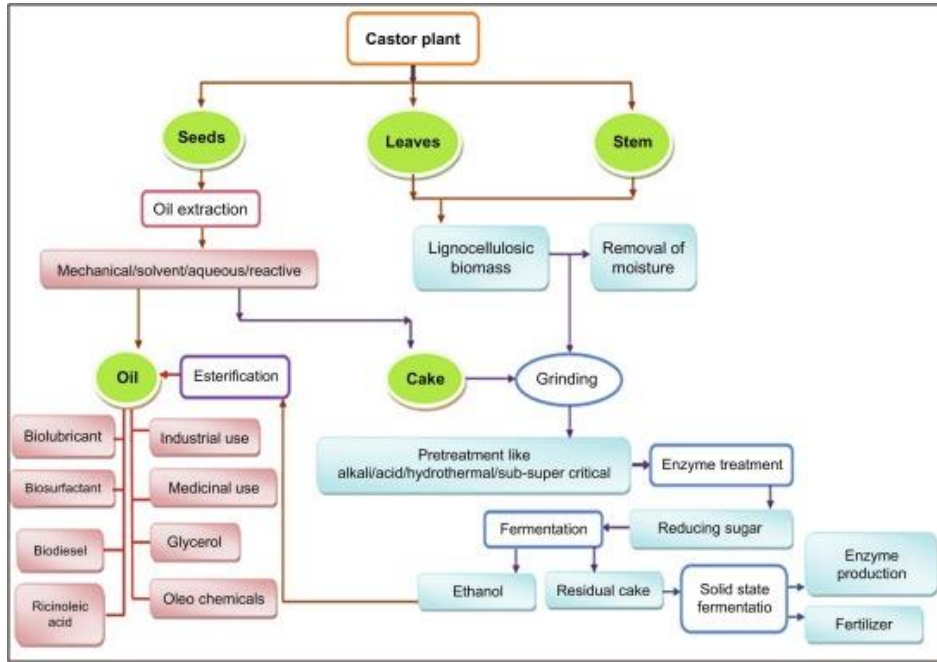 Castor plant
Seeds
Leaves
Stem
Oil extraction
Lignocellulosic
biomass
Removal of
moisture
Mechanical/solvent/aqueous/reactive
Oil
Esterification
Cake
Grinding
Biolubricant
Industrial use
Pretreatment like
alkali/acid/hydrothermal/sub-super critical
Enzyme treatment
Biosurfactant
Medicinal use
Fermentation
Reducing sugar
Biodiesel
Glycerol
Enzyme
production
Ethanol
Residual cake
Solid state
fermentatio
Ricinoleic
acid
Oleo chemicals
Fertilizer